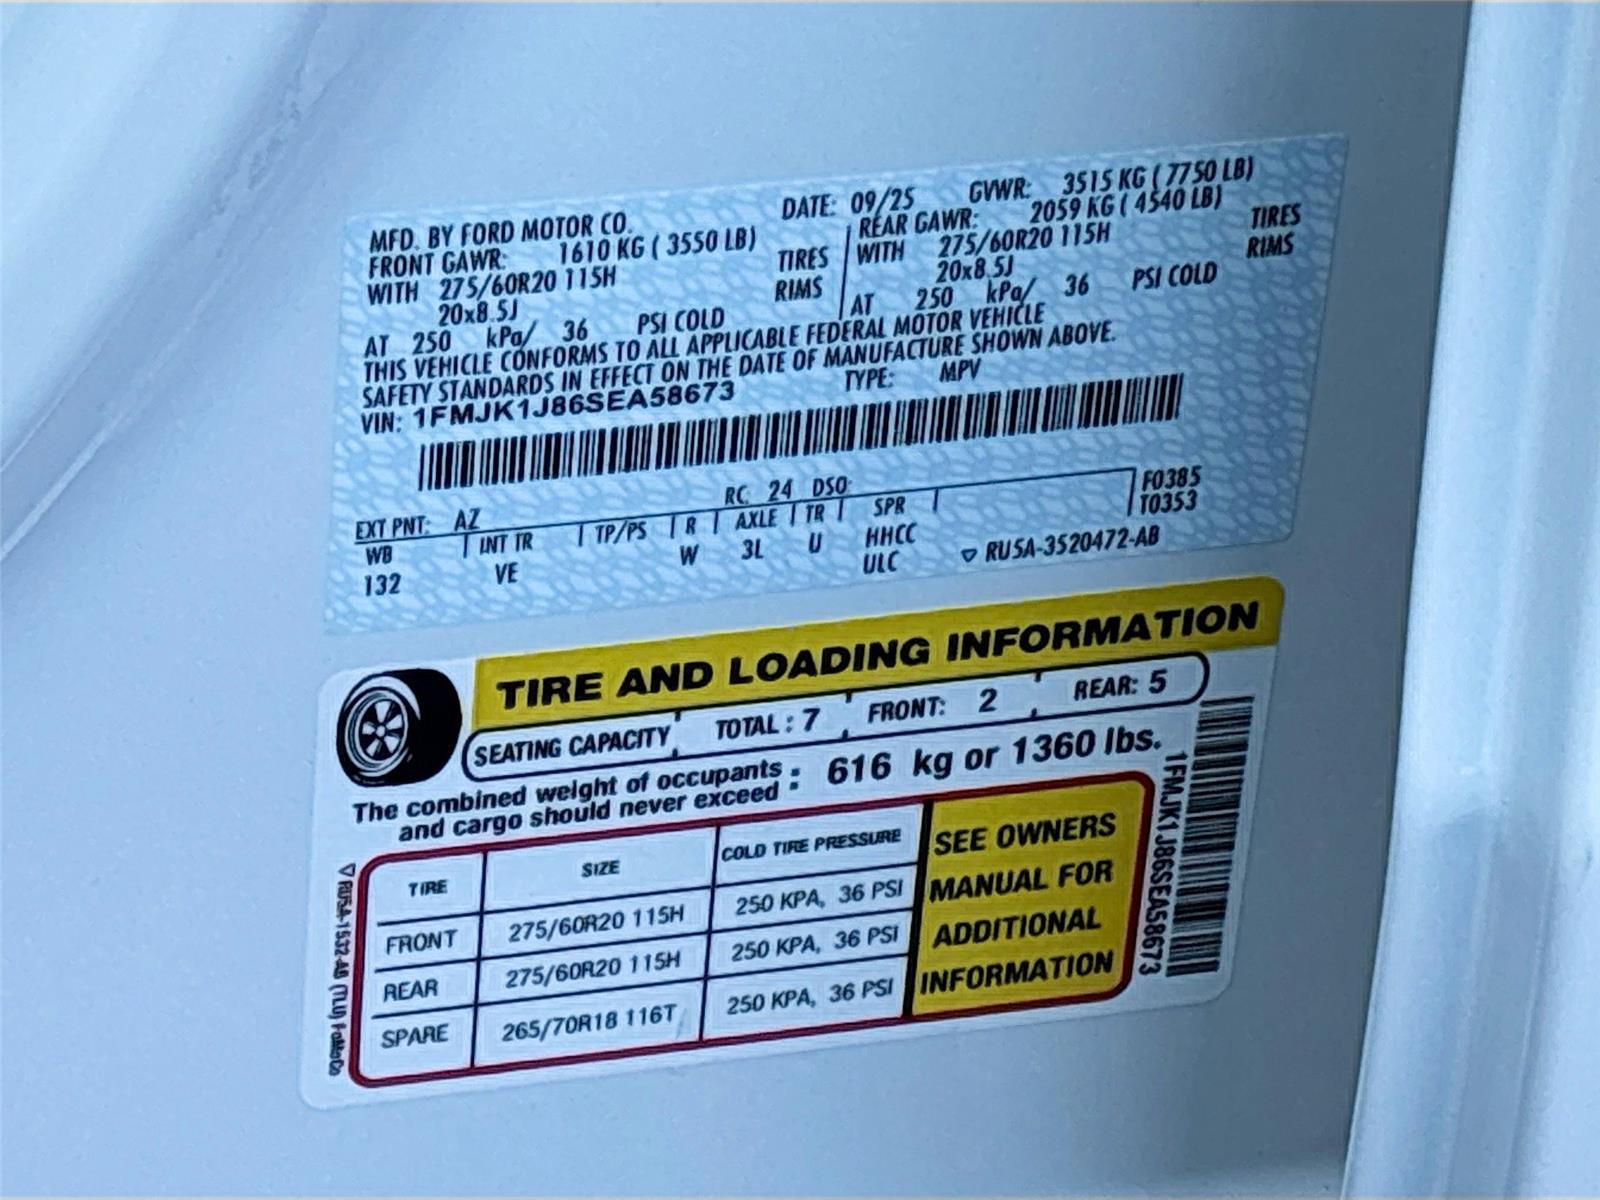 MFD. BY FORD MOTOR CO.
DATE: 09/25 GVWR: 3515 KG ( 7750 LB)
FRONT GAWR: 1610 KG ( 3550 LB)
WITH 275/60R20 115H TIRES
20x8.5J RIMS
AT 250 kPa/ 36 PSI COLD
REAR GAWR: 2059 KG ( 4540 LB)
WITH 275/60R20 115H TIRES
20x8.5J RIMS
AT 250 kPa/ 36 PSI COLD
THIS VEHICLE CONFORMS TO ALL APPLICABLE FEDERAL MOTOR VEHICLE
SAFETY STANDARDS IN EFFECT ON THE DATE OF MANUFACTURE SHOWN ABOVE.
VIN: 1FMJK1J86SEA58673 TYPE: MPV
EXT PNT: AZ RC: 24 DSO: F0385
T0353
WB INT TR TP/PS R AXLE TR SPR
132 VE W 3L U HHCC
ULC
RU5A-3520472-AB
TIRE AND LOADING INFORMATION
SEATING CAPACITY TOTAL : 7 FRONT: 2 REAR: 5
The combined weight of occupants
and cargo should never exceed : 616 kg or 1360 lbs.
TIRE SIZE COLD TIRE PRESSURE
FRONT 275/60R20 115H 250 KPA, 36 PSI
REAR 275/60R20 115H 250 KPA, 36 PSI
SPARE 265/70R18 116T 250 KPA, 36 PSI
SEE OWNERS
MANUAL FOR
ADDITIONAL
INFORMATION
1FMJK1J86SEA58673
RU5A-1532-AB (TLU) FoMoCo